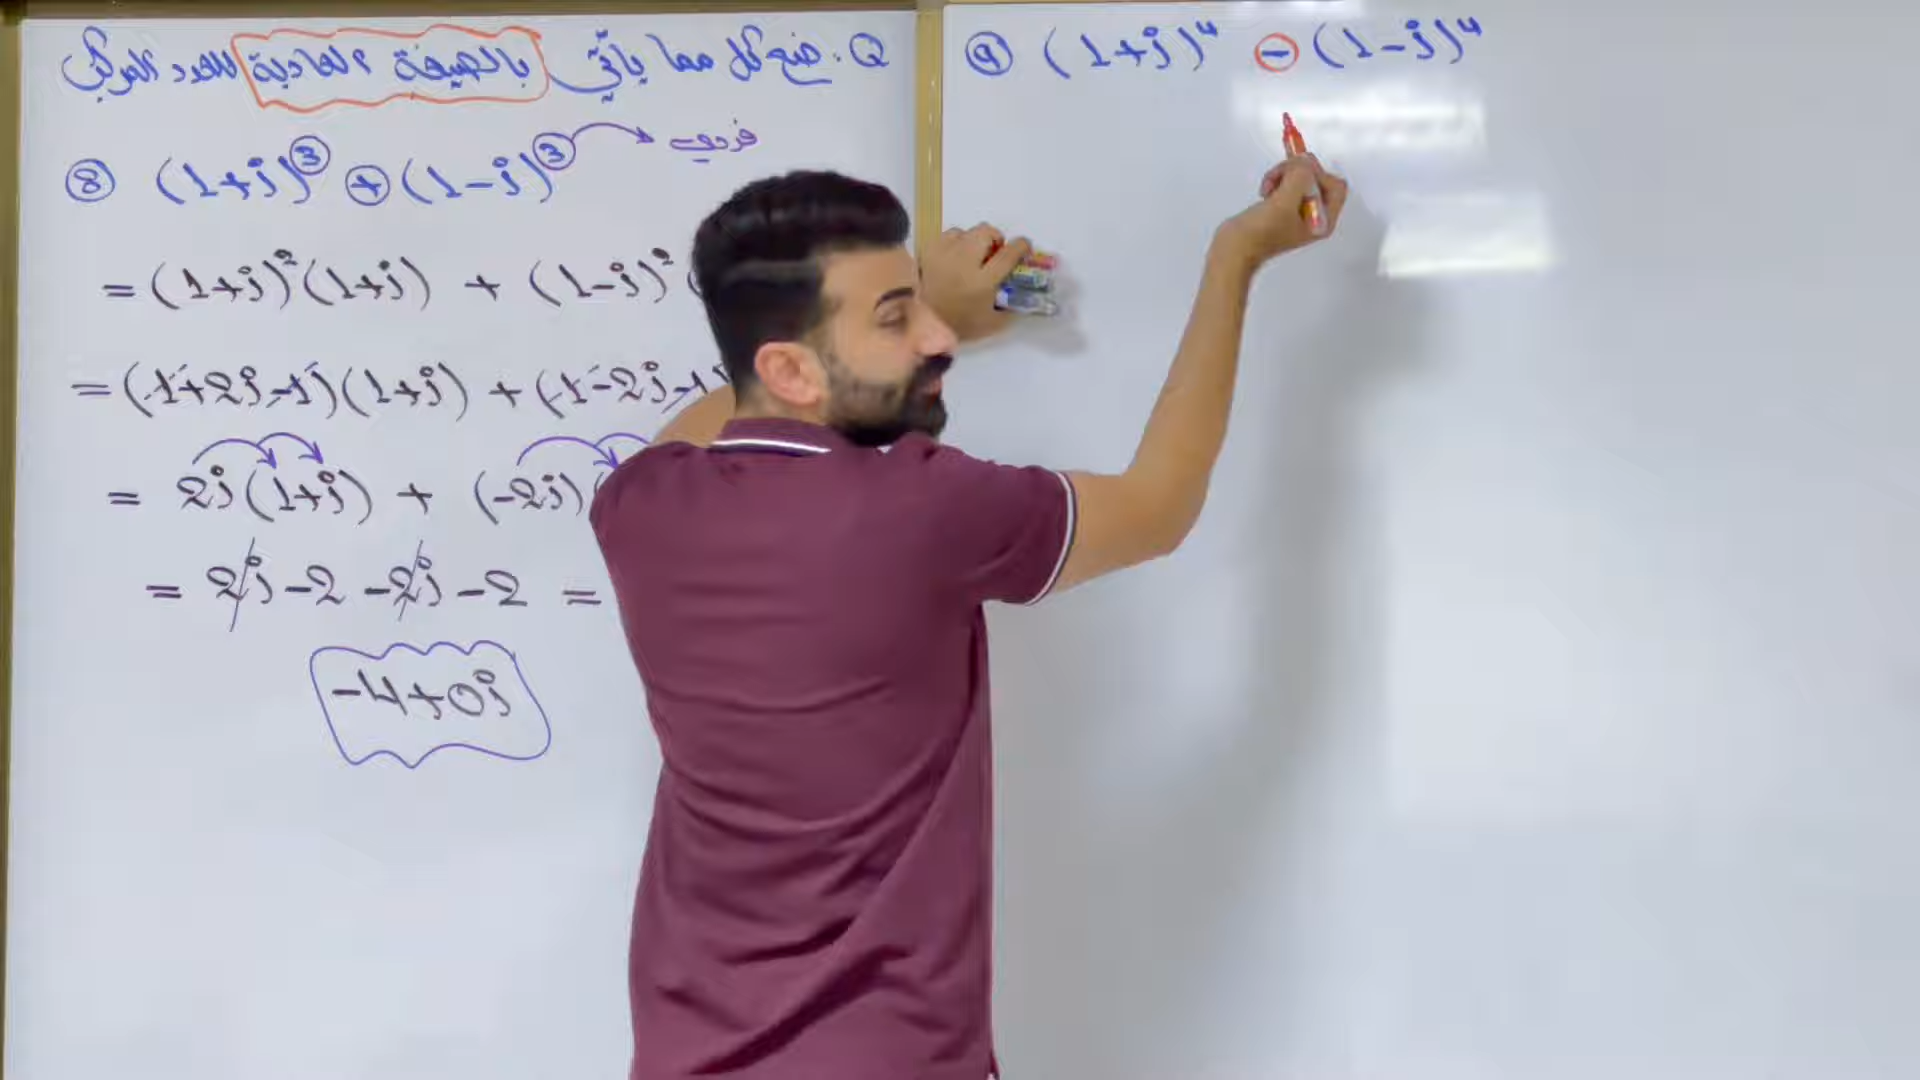 Q: ضع كل مما يأتي بالصيغة العادية للعدد المركب
⑧ (1+i)³ + (1-i)³ → فردي
= (1+i)²(1+i) + (1-i)²
= (1+2i-1)(1+i) + (1-2i-1
= 2i(1+i) + (-2i)(
= 2i - 2 - 2i - 2 =
-4+0i
⑨ (1+i)⁴ - (1-i)⁴